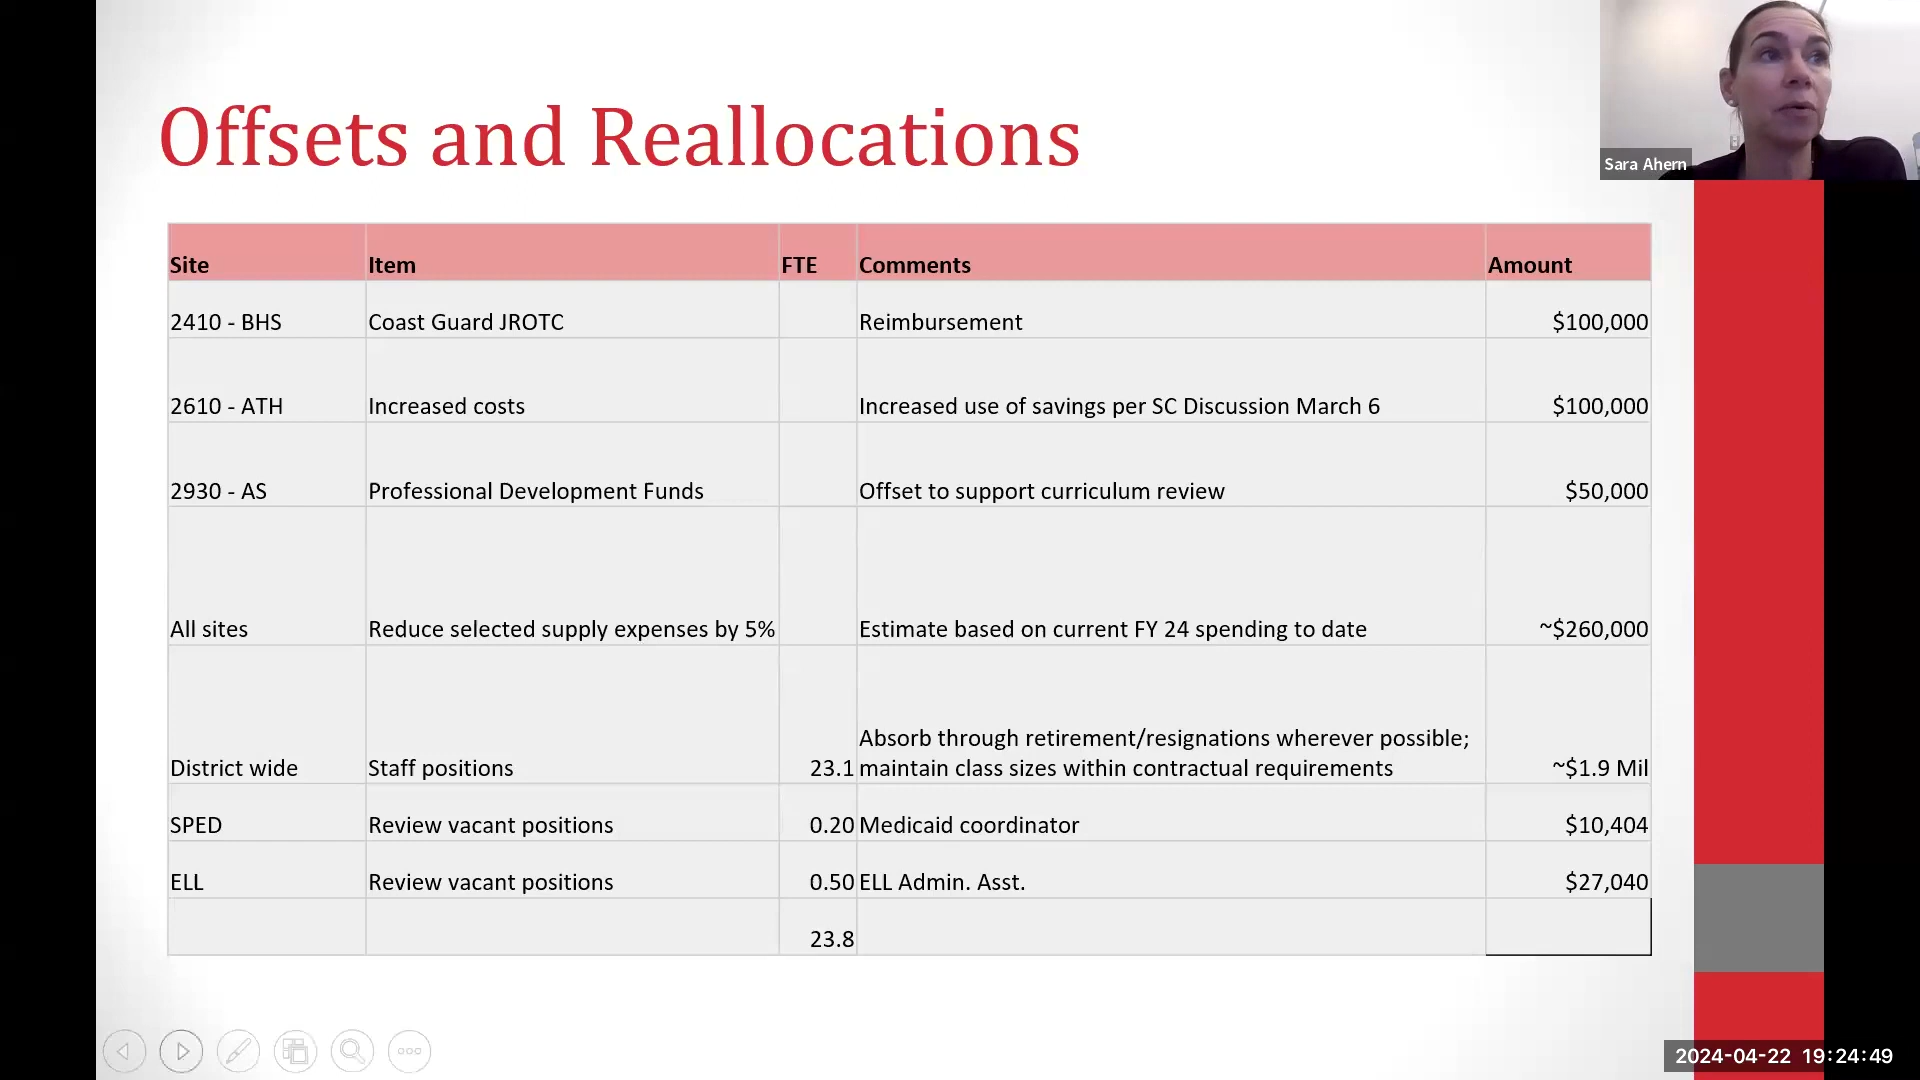 Offsets and Reallocations
Sara Ahern
Site Item FTE Comments Amount
2410 - BHS Coast Guard JROTC Reimbursement $100,000
2610 - ATH Increased costs Increased use of savings per SC Discussion March 6 $100,000
2930 - AS Professional Development Funds Offset to support curriculum review $50,000
All sites Reduce selected supply expenses by 5% Estimate based on current FY 24 spending to date ~$260,000
Absorb through retirement/resignations wherever possible;
District wide Staff positions 23.1 maintain class sizes within contractual requirements ~$1.9 Mil
SPED Review vacant positions 0.20 Medicaid coordinator $10,404
ELL Review vacant positions 0.50 ELL Admin. Asst. $27,040
23.8
2024-04-22 19:24:49